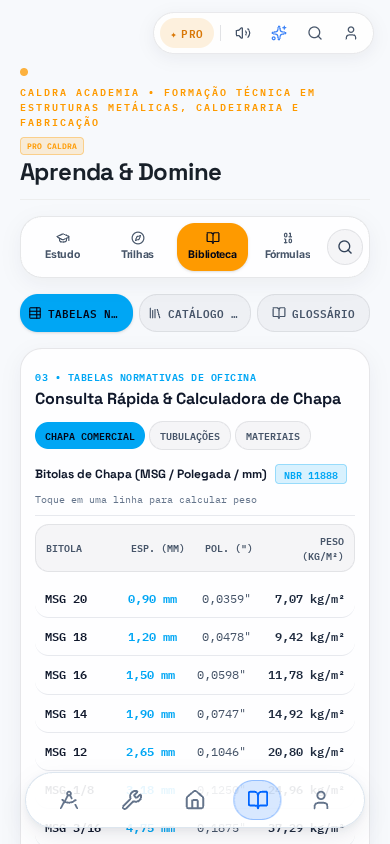 ✦ PRO
CALDRA ACADEMIA • FORMAÇÃO TÉCNICA EM
ESTRUTURAS METÁLICAS, CALDEIRARIA E
FABRICAÇÃO
PRO CALDRA
Aprenda & Domine
Estudo Trilhas Biblioteca Fórmulas
TABELAS N… CATÁLOGO … GLOSSÁRIO
03 • TABELAS NORMATIVAS DE OFICINA
Consulta Rápida & Calculadora de Chapa
CHAPA COMERCIAL TUBULAÇÕES MATERIAIS
Bitolas de Chapa (MSG / Polegada / mm) NBR 11888
Toque em uma linha para calcular peso
BITOLA ESP. (MM) POL. (") PESO (KG/M²)
MSG 20 0,90 mm 0,0359" 7,07 kg/m²
MSG 18 1,20 mm 0,0478" 9,42 kg/m²
MSG 16 1,50 mm 0,0598" 11,78 kg/m²
MSG 14 1,90 mm 0,0747" 14,92 kg/m²
MSG 12 2,65 mm 0,1046" 20,80 kg/m²
MSG 1/8
MSG 3/16 4,75 mm 0,1875" 37,29 kg/m²